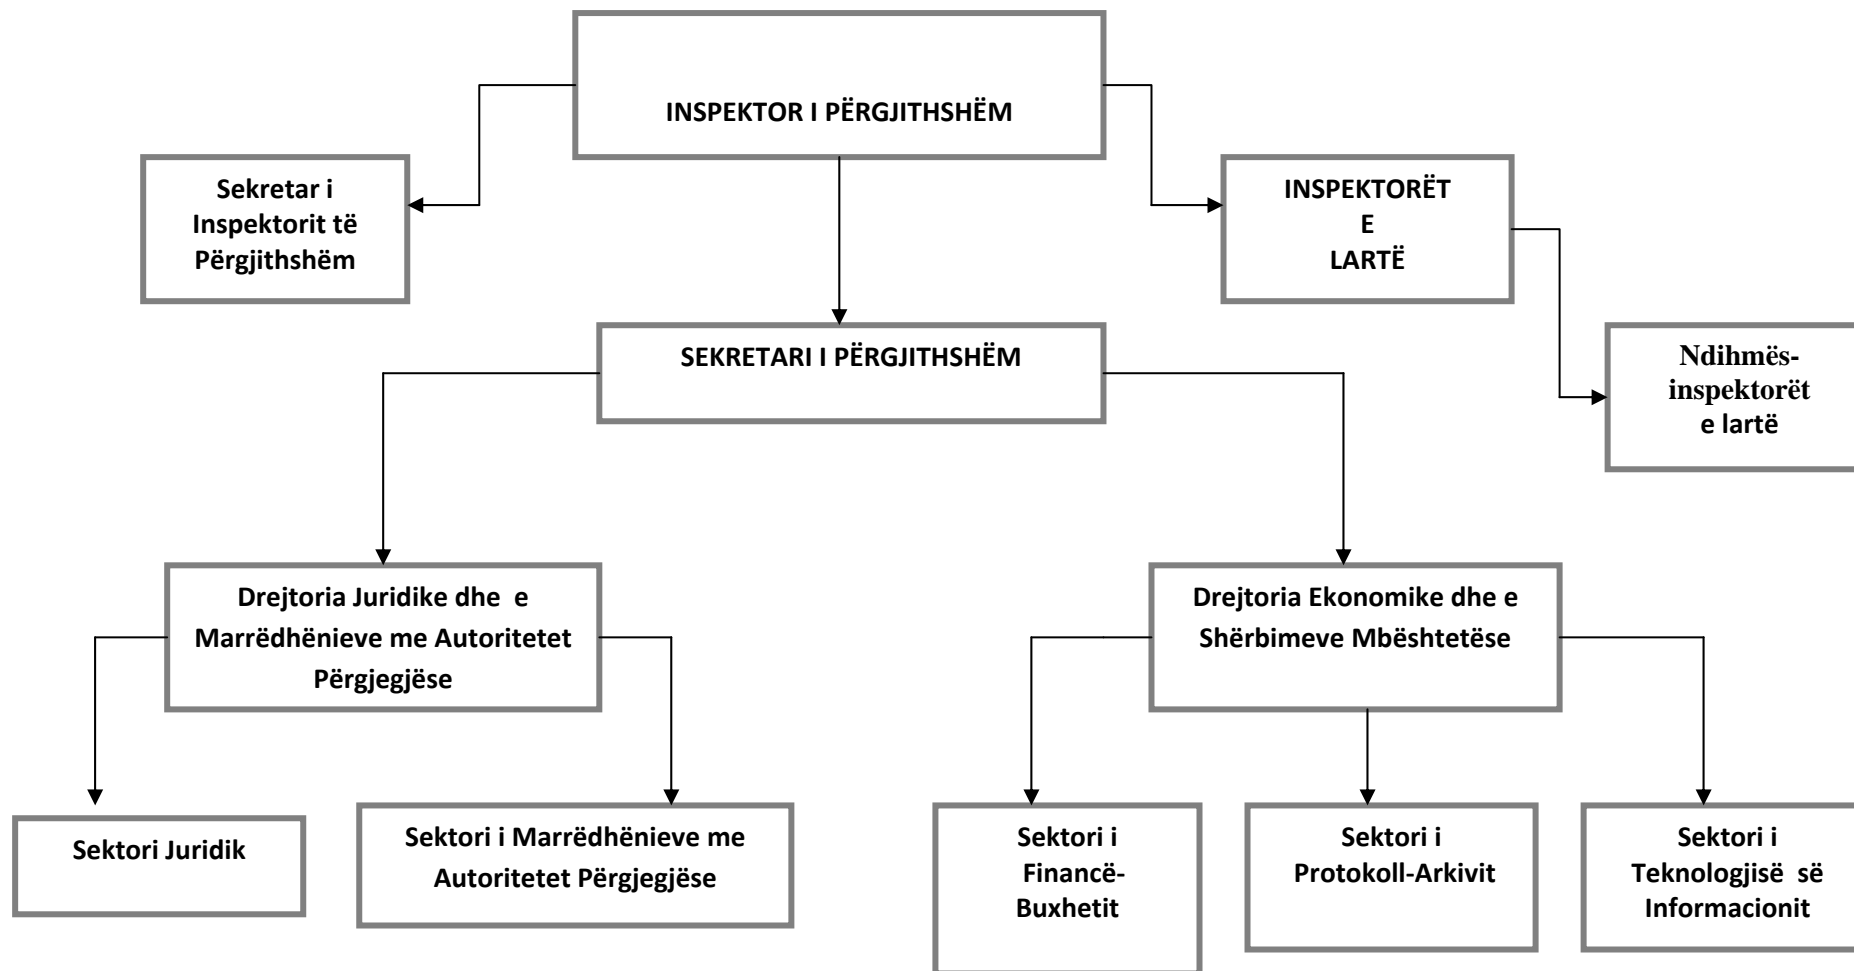 INSPEKTOR I PËRGJITHSHËM
Sekretar i
Inspektorit të
Përgjithshëm
INSPEKTORËT
E
LARTË
SEKRETARI I PËRGJITHSHËM
Ndihmës-
inspektorët
e lartë
Drejtoria Juridike dhe e
Marrëdhënieve me Autoritetet
Përgjegjëse
Drejtoria Ekonomike dhe e
Shërbimeve Mbështetëse
Sektori Juridik
Sektori i Marrëdhënieve me
Autoritetet Përgjegjëse
Sektori i
Financë-
Buxhetit
Sektori i
Protokoll-Arkivit
Sektori i
Teknologjisë së
Informacionit